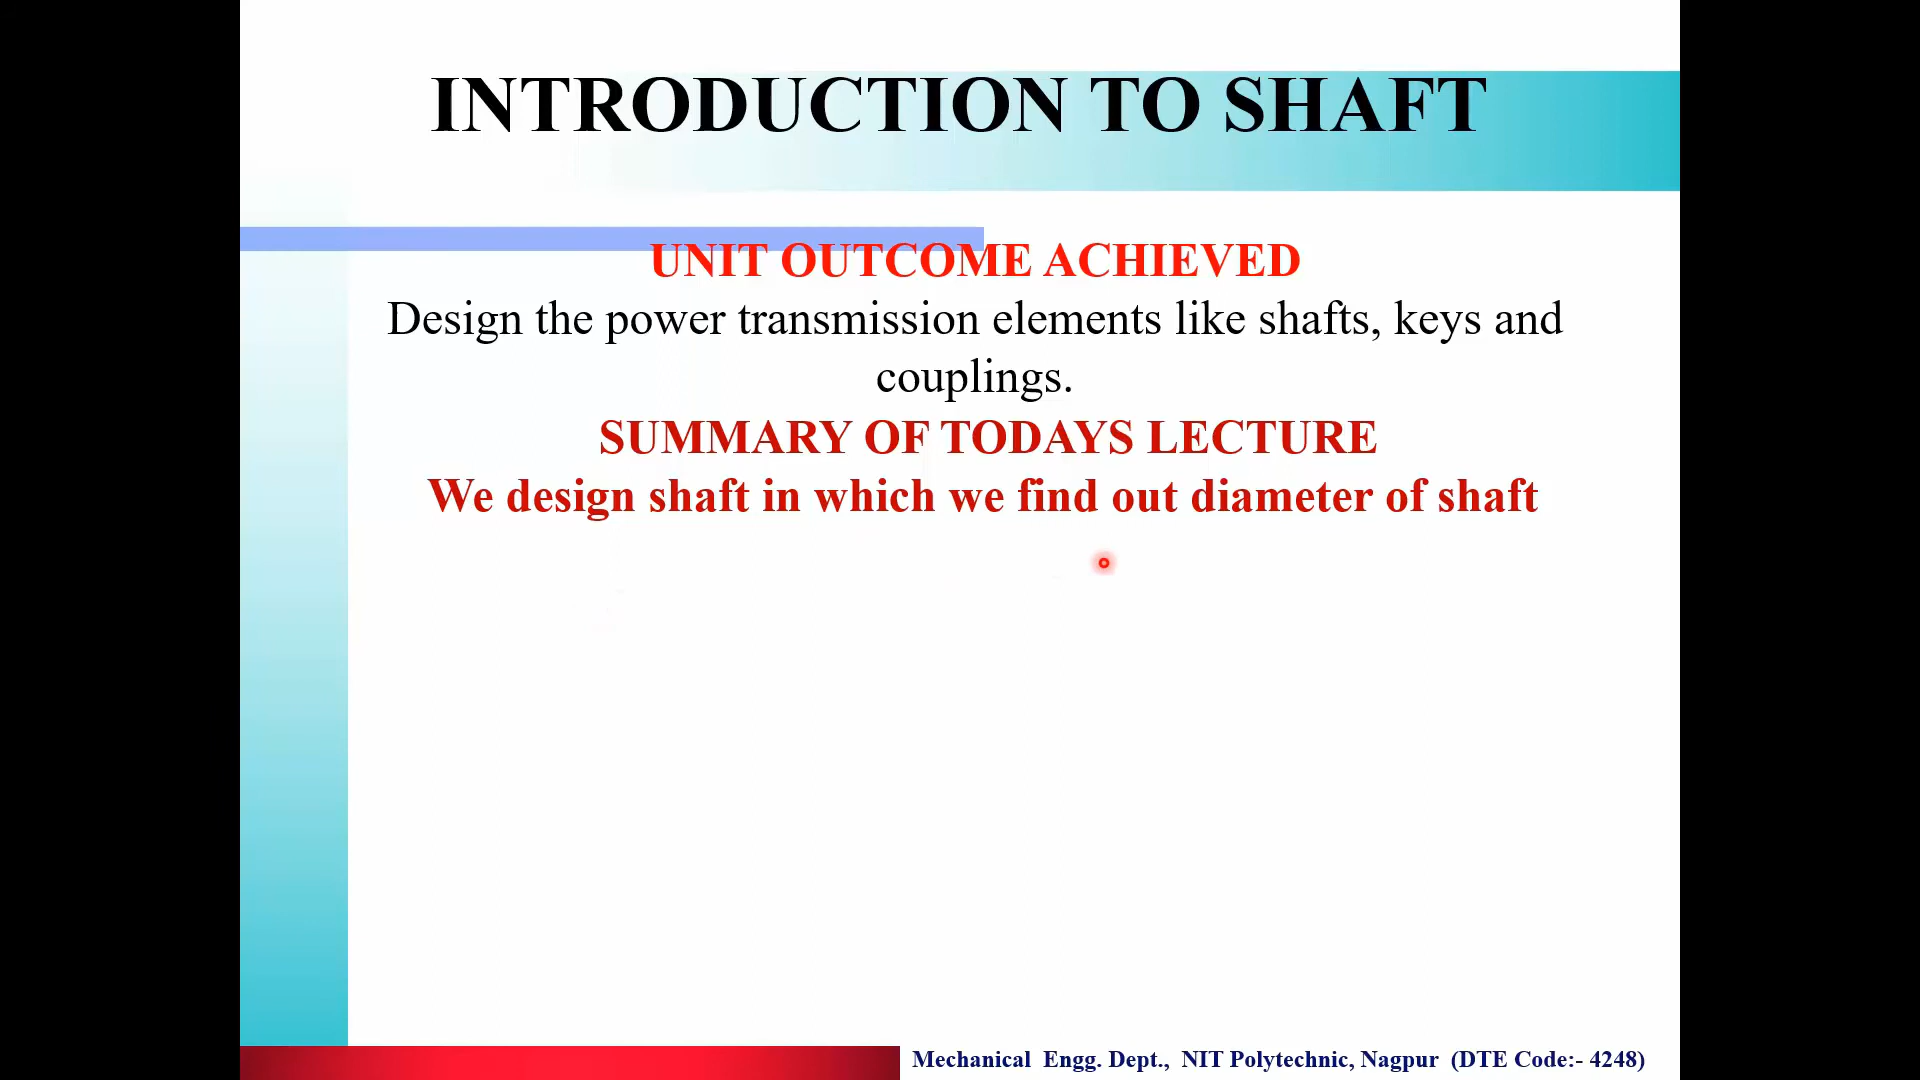 INTRODUCTION TO SHAFT
UNIT OUTCOME ACHIEVED
Design the power transmission elements like shafts, keys and
couplings.
SUMMARY OF TODAYS LECTURE
We design shaft in which we find out diameter of shaft
Mechanical Engg. Dept., NIT Polytechnic, Nagpur (DTE Code:- 4248)